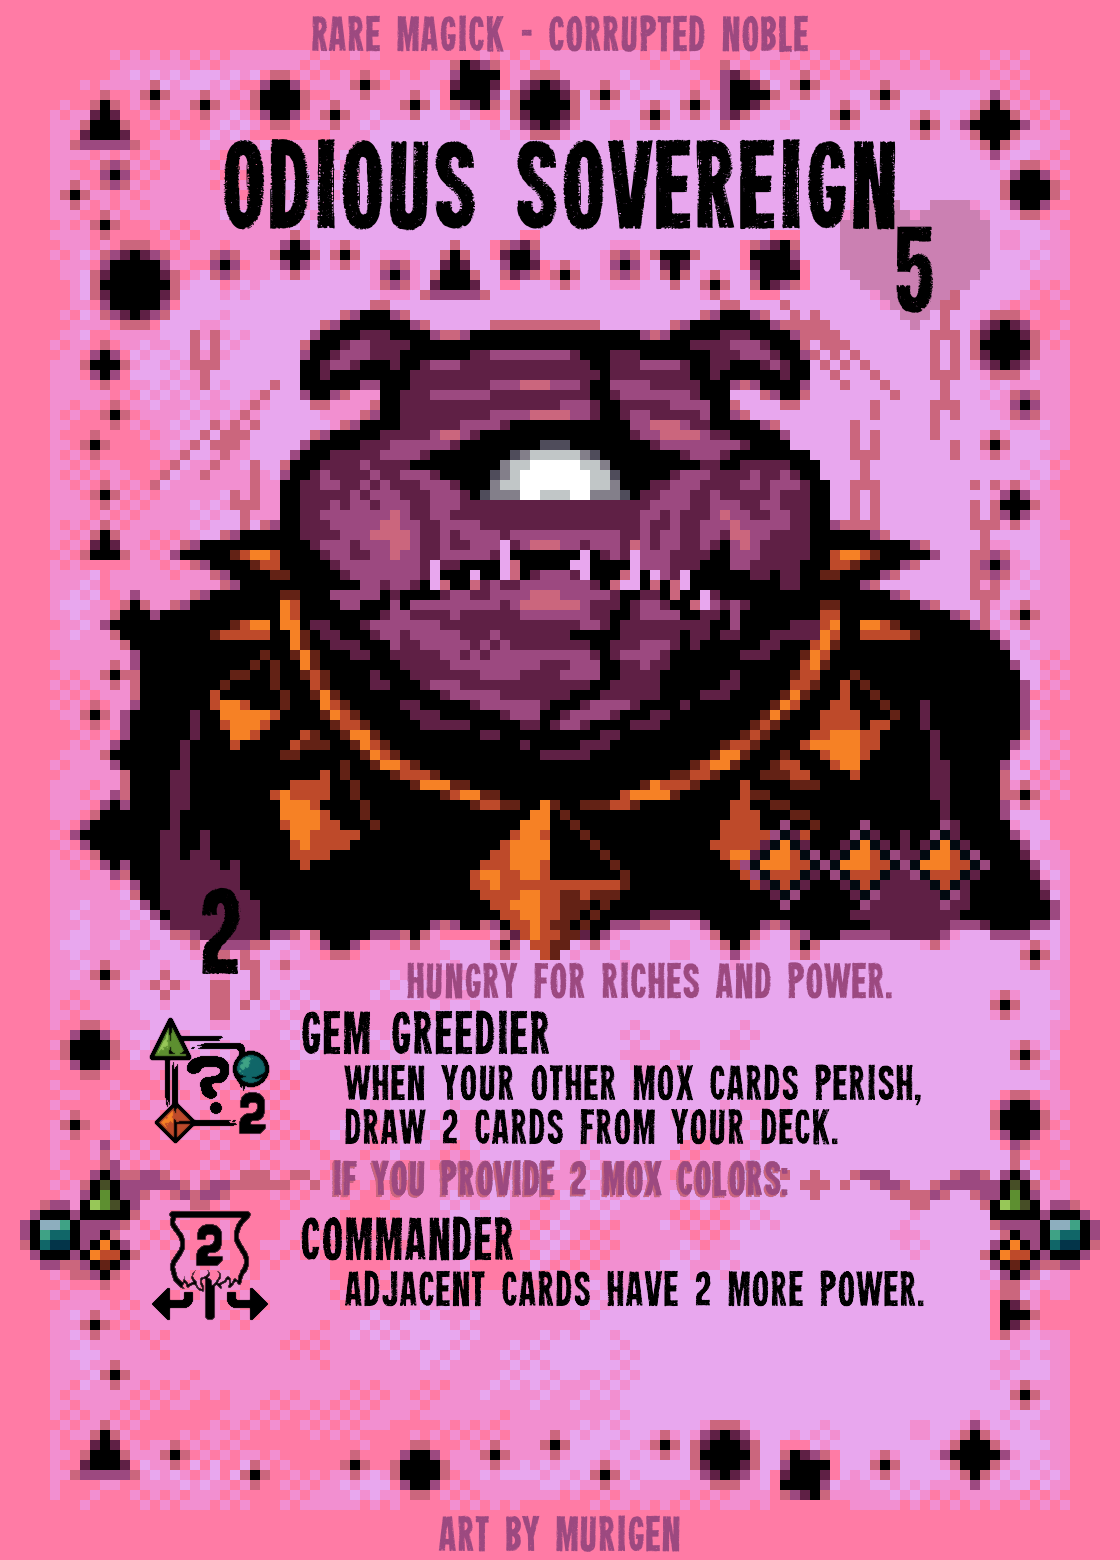 RARE MAGICK - CORRUPTED NOBLE
ODIOUS SOVEREIGN
5
2
HUNGRY FOR RICHES AND POWER.
GEM GREEDIER
?
2
WHEN YOUR OTHER MOX CARDS PERISH,
DRAW 2 CARDS FROM YOUR DECK.
IF YOU PROVIDE 2 MOX COLORS:
2
COMMANDER
ADJACENT CARDS HAVE 2 MORE POWER.
ART BY MURIGEN